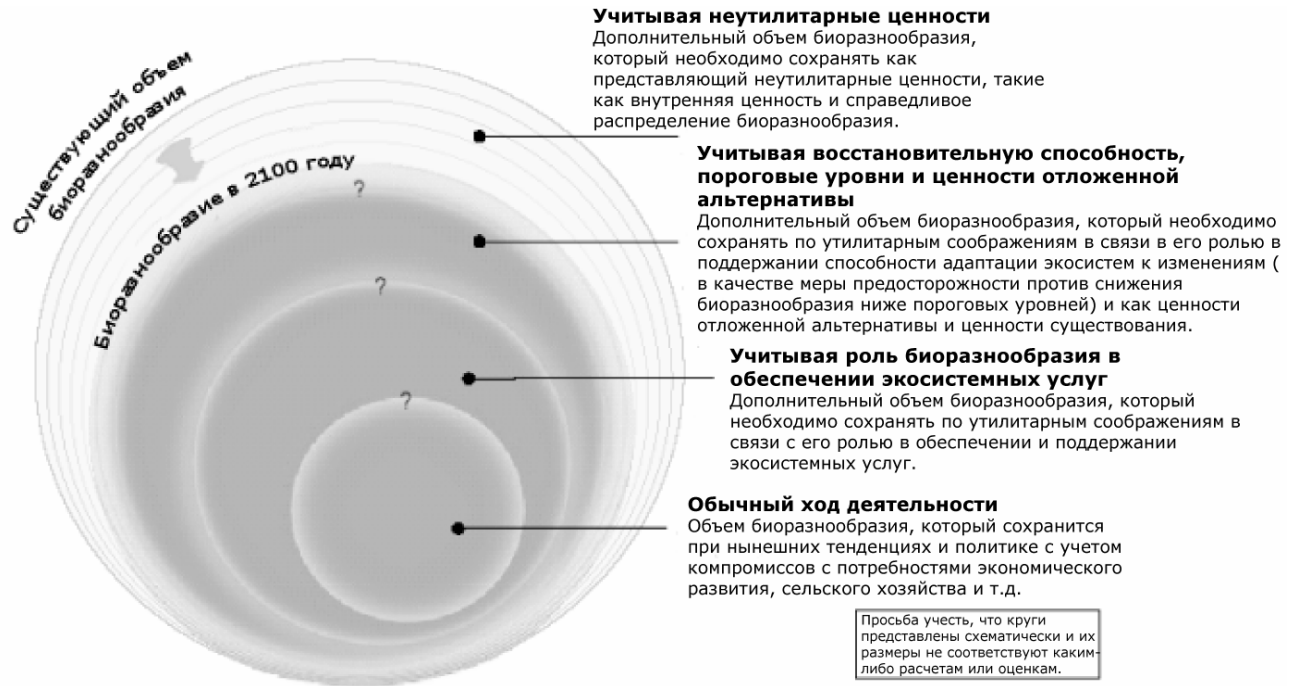 Существующий объем
биоразнообразия
Биоразнообразие в 2100 году
?
?
?
Учитывая неутилитарные ценности
Дополнительный объем биоразнообразия,
который необходимо сохранять как
представляющий неутилитарные ценности, такие
как внутренняя ценность и справедливое
распределение биоразнообразия.
Учитывая восстановительную способность,
пороговые уровни и ценности отложенной
альтернативы
Дополнительный объем биоразнообразия, который необходимо
сохранять по утилитарным соображениям в связи в его ролью в
поддержании способности адаптации экосистем к изменениям (
в качестве меры предосторожности против снижения
биоразнообразия ниже пороговых уровней) и как ценности
отложенной альтернативы и ценности существования.
Учитывая роль биоразнообразия в
обеспечении экосистемных услуг
Дополнительный объем биоразнообразия, который
необходимо сохранять по утилитарным соображениям в
связи с его ролью в обеспечении и поддержании
экосистемных услуг.
Обычный ход деятельности
Объем биоразнообразия, который сохранится
при нынешних тенденциях и политике с учетом
компромиссов с потребностями экономического
развития, сельского хозяйства и т.д.
Просьба учесть, что круги
представлены схематически и их
размеры не соответствуют каким-
либо расчетам или оценкам.